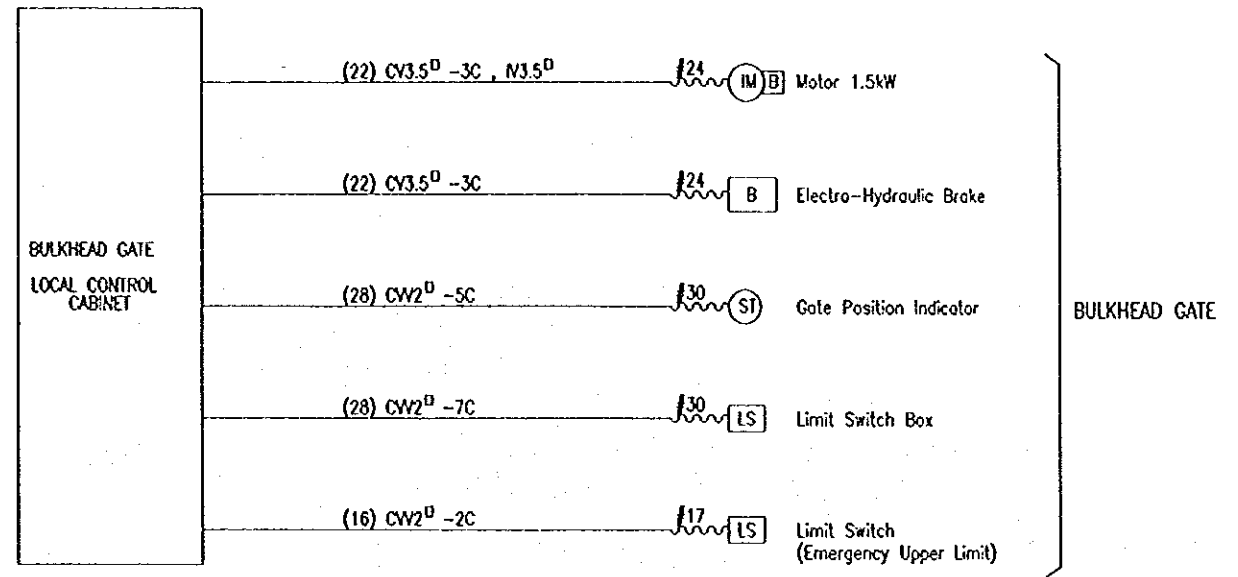 (22) CV3.5□ -3C , IV3.5□
#24
IM B Motor 1.5kW
(22) CV3.5□ -3C
#24
B Electro-Hydraulic Brake
BULKHEAD GATE
LOCAL CONTROL
CABINET
(28) CVV2□ -5C
#30
ST Gate Position Indicator
BULKHEAD GATE
(28) CVV2□ -7C
#30
LS Limit Switch Box
(16) CVV2□ -2C
#17
LS Limit Switch
(Emergency Upper Limit)